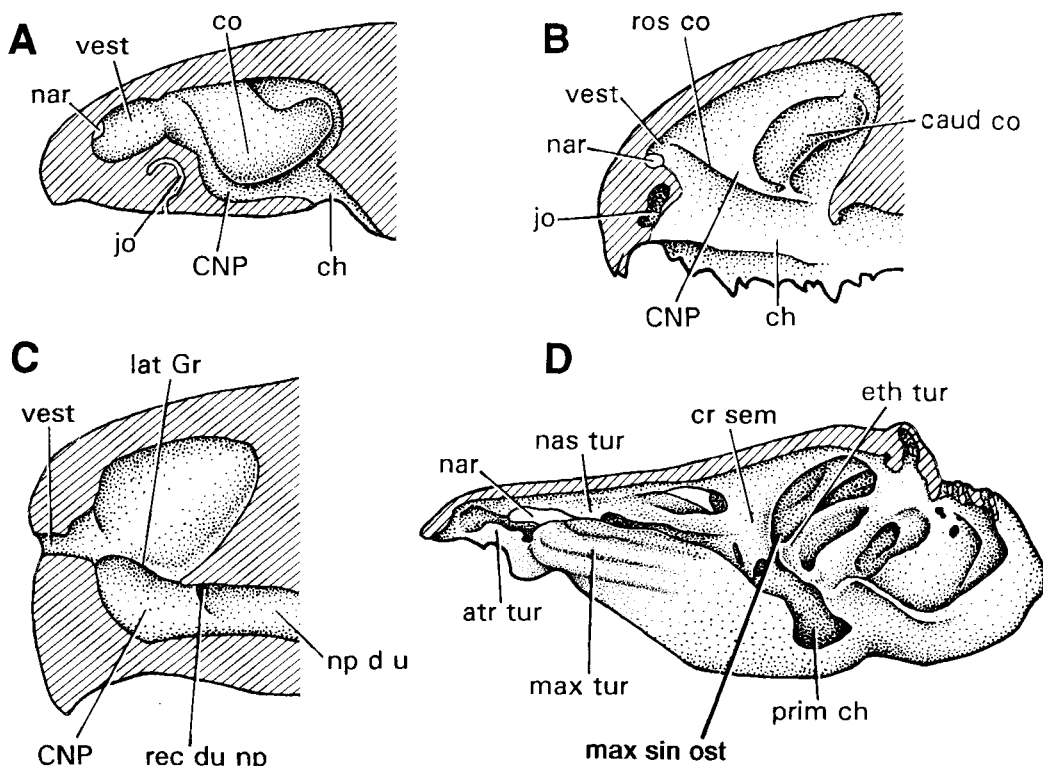 A
co
vest
nar
jo
CNP
ch
B
ros co
vest
nar
caud co
jo
CNP
ch
C
lat Gr
vest
np d u
CNP
rec du np
D
eth tur
cr sem
nas tur
nar
atr tur
max tur
prim ch
max sin ost